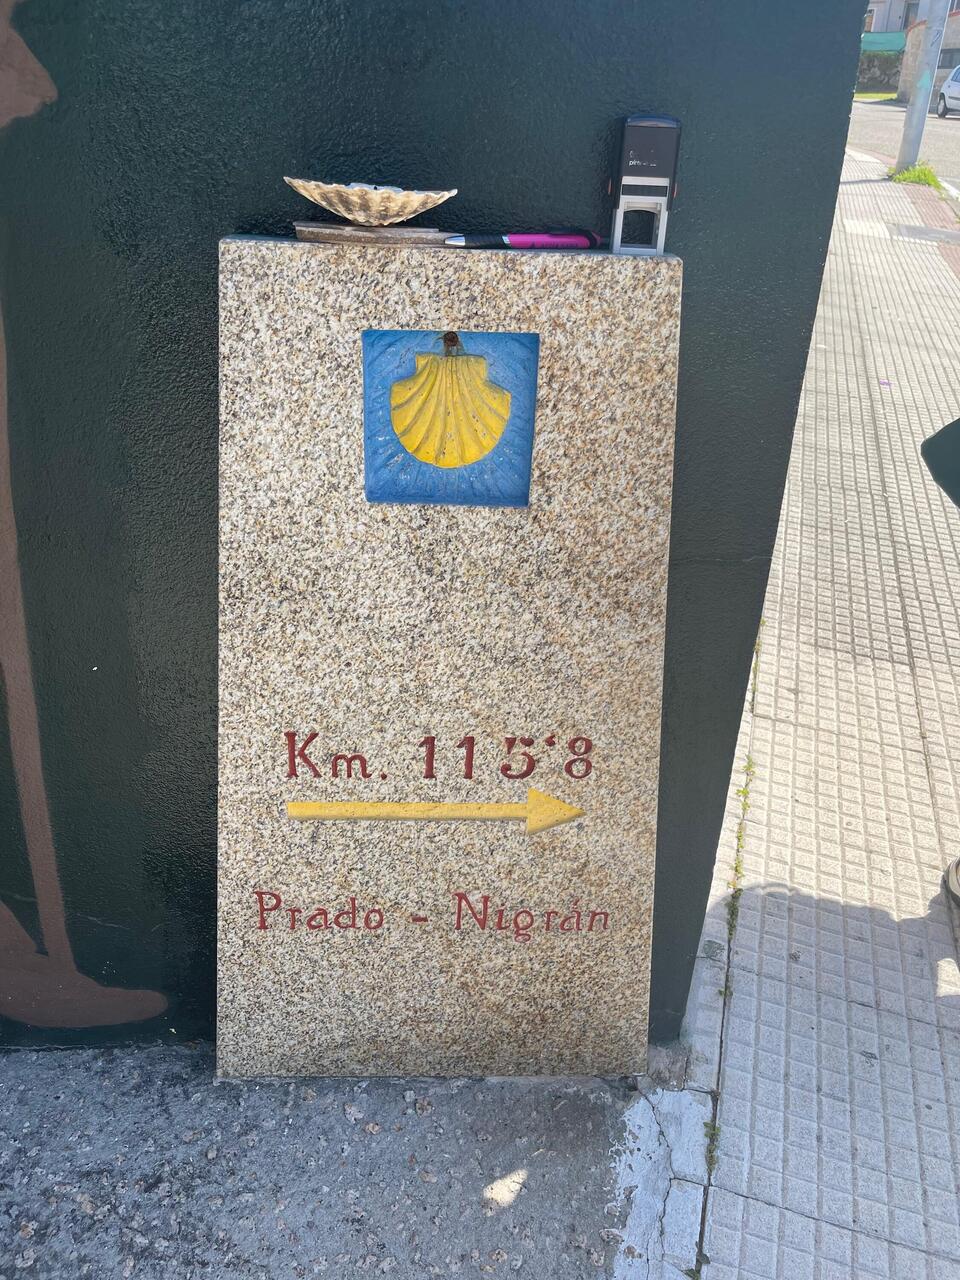 Km. 115'8
Prado - Nigrán